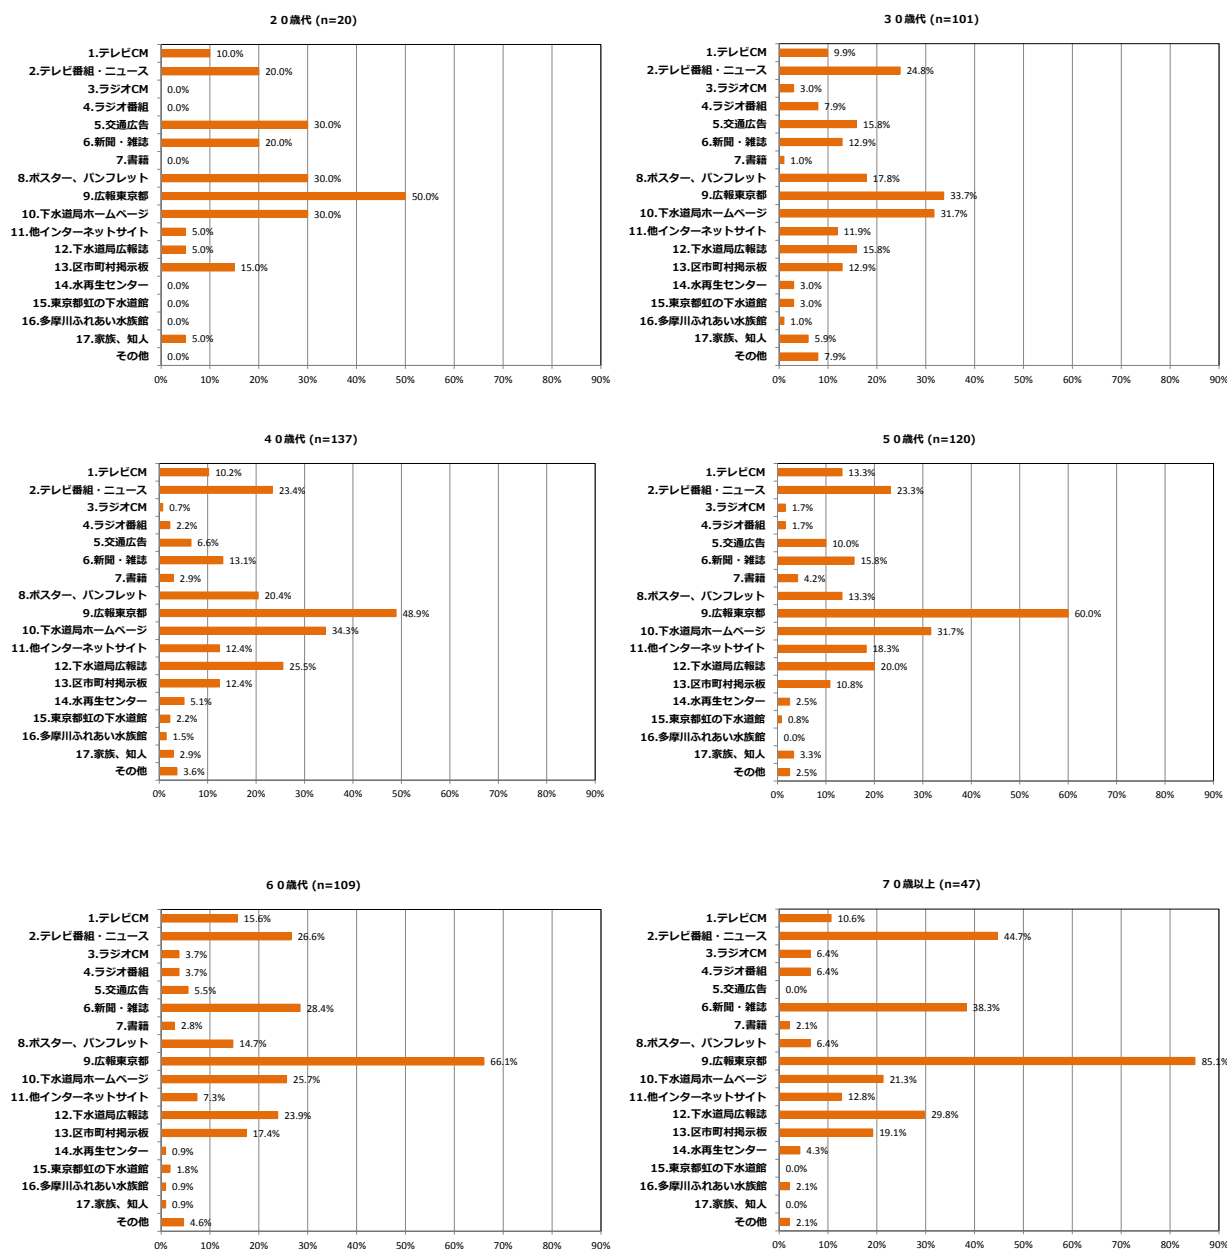 ２０歳代 (n=20)
1.テレビCM 10.0%
2.テレビ番組・ニュース 20.0%
3.ラジオCM 0.0%
4.ラジオ番組 0.0%
5.交通広告 30.0%
6.新聞・雑誌 20.0%
7.書籍 0.0%
8.ポスター、パンフレット 30.0%
9.広報東京都 50.0%
10.下水道局ホームページ 30.0%
11.他インターネットサイト 5.0%
12.下水道局広報誌 5.0%
13.区市町村掲示板 15.0%
14.水再生センター 0.0%
15.東京都虹の下水道館 0.0%
16.多摩川ふれあい水族館 0.0%
17.家族、知人 5.0%
その他 0.0%
0% 10% 20% 30% 40% 50% 60% 70% 80% 90%
３０歳代 (n=101)
1.テレビCM 9.9%
2.テレビ番組・ニュース 24.8%
3.ラジオCM 3.0%
4.ラジオ番組 7.9%
5.交通広告 15.8%
6.新聞・雑誌 12.9%
7.書籍 1.0%
8.ポスター、パンフレット 17.8%
9.広報東京都 33.7%
10.下水道局ホームページ 31.7%
11.他インターネットサイト 11.9%
12.下水道局広報誌 15.8%
13.区市町村掲示板 12.9%
14.水再生センター 3.0%
15.東京都虹の下水道館 3.0%
16.多摩川ふれあい水族館 1.0%
17.家族、知人 5.9%
その他 7.9%
0% 10% 20% 30% 40% 50% 60% 70% 80% 90%
４０歳代 (n=137)
1.テレビCM 10.2%
2.テレビ番組・ニュース 23.4%
3.ラジオCM 0.7%
4.ラジオ番組 2.2%
5.交通広告 6.6%
6.新聞・雑誌 13.1%
7.書籍 2.9%
8.ポスター、パンフレット 20.4%
9.広報東京都 48.9%
10.下水道局ホームページ 34.3%
11.他インターネットサイト 12.4%
12.下水道局広報誌 25.5%
13.区市町村掲示板 12.4%
14.水再生センター 5.1%
15.東京都虹の下水道館 2.2%
16.多摩川ふれあい水族館 1.5%
17.家族、知人 2.9%
その他 3.6%
0% 10% 20% 30% 40% 50% 60% 70% 80% 90%
５０歳代 (n=120)
1.テレビCM 13.3%
2.テレビ番組・ニュース 23.3%
3.ラジオCM 1.7%
4.ラジオ番組 1.7%
5.交通広告 10.0%
6.新聞・雑誌 15.8%
7.書籍 4.2%
8.ポスター、パンフレット 13.3%
9.広報東京都 60.0%
10.下水道局ホームページ 31.7%
11.他インターネットサイト 18.3%
12.下水道局広報誌 20.0%
13.区市町村掲示板 10.8%
14.水再生センター 2.5%
15.東京都虹の下水道館 0.8%
16.多摩川ふれあい水族館 0.0%
17.家族、知人 3.3%
その他 2.5%
0% 10% 20% 30% 40% 50% 60% 70% 80% 90%
６０歳代 (n=109)
1.テレビCM 15.6%
2.テレビ番組・ニュース 26.6%
3.ラジオCM 3.7%
4.ラジオ番組 3.7%
5.交通広告 5.5%
6.新聞・雑誌 28.4%
7.書籍 2.8%
8.ポスター、パンフレット 14.7%
9.広報東京都 66.1%
10.下水道局ホームページ 25.7%
11.他インターネットサイト 7.3%
12.下水道局広報誌 23.9%
13.区市町村掲示板 17.4%
14.水再生センター 0.9%
15.東京都虹の下水道館 1.8%
16.多摩川ふれあい水族館 0.9%
17.家族、知人 0.9%
その他 4.6%
0% 10% 20% 30% 40% 50% 60% 70% 80% 90%
７０歳以上 (n=47)
1.テレビCM 10.6%
2.テレビ番組・ニュース 44.7%
3.ラジオCM 6.4%
4.ラジオ番組 6.4%
5.交通広告 0.0%
6.新聞・雑誌 38.3%
7.書籍 2.1%
8.ポスター、パンフレット 6.4%
9.広報東京都 85.1%
10.下水道局ホームページ 21.3%
11.他インターネットサイト 12.8%
12.下水道局広報誌 29.8%
13.区市町村掲示板 19.1%
14.水再生センター 4.3%
15.東京都虹の下水道館 0.0%
16.多摩川ふれあい水族館 2.1%
17.家族、知人 0.0%
その他 2.1%
0% 10% 20% 30% 40% 50% 60% 70% 80% 90%